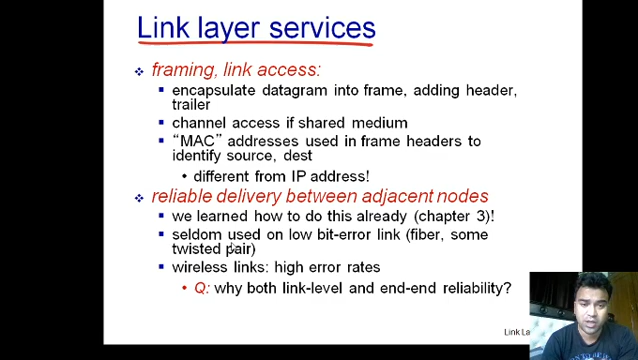 Link layer services
framing, link access:
encapsulate datagram into frame, adding header,
trailer
channel access if shared medium
“MAC” addresses used in frame headers to
identify source, dest
different from IP address!
reliable delivery between adjacent nodes
we learned how to do this already (chapter 3)!
seldom used on low bit-error link (fiber, some
twisted pair)
wireless links: high error rates
Q: why both link-level and end-end reliability?
Link La